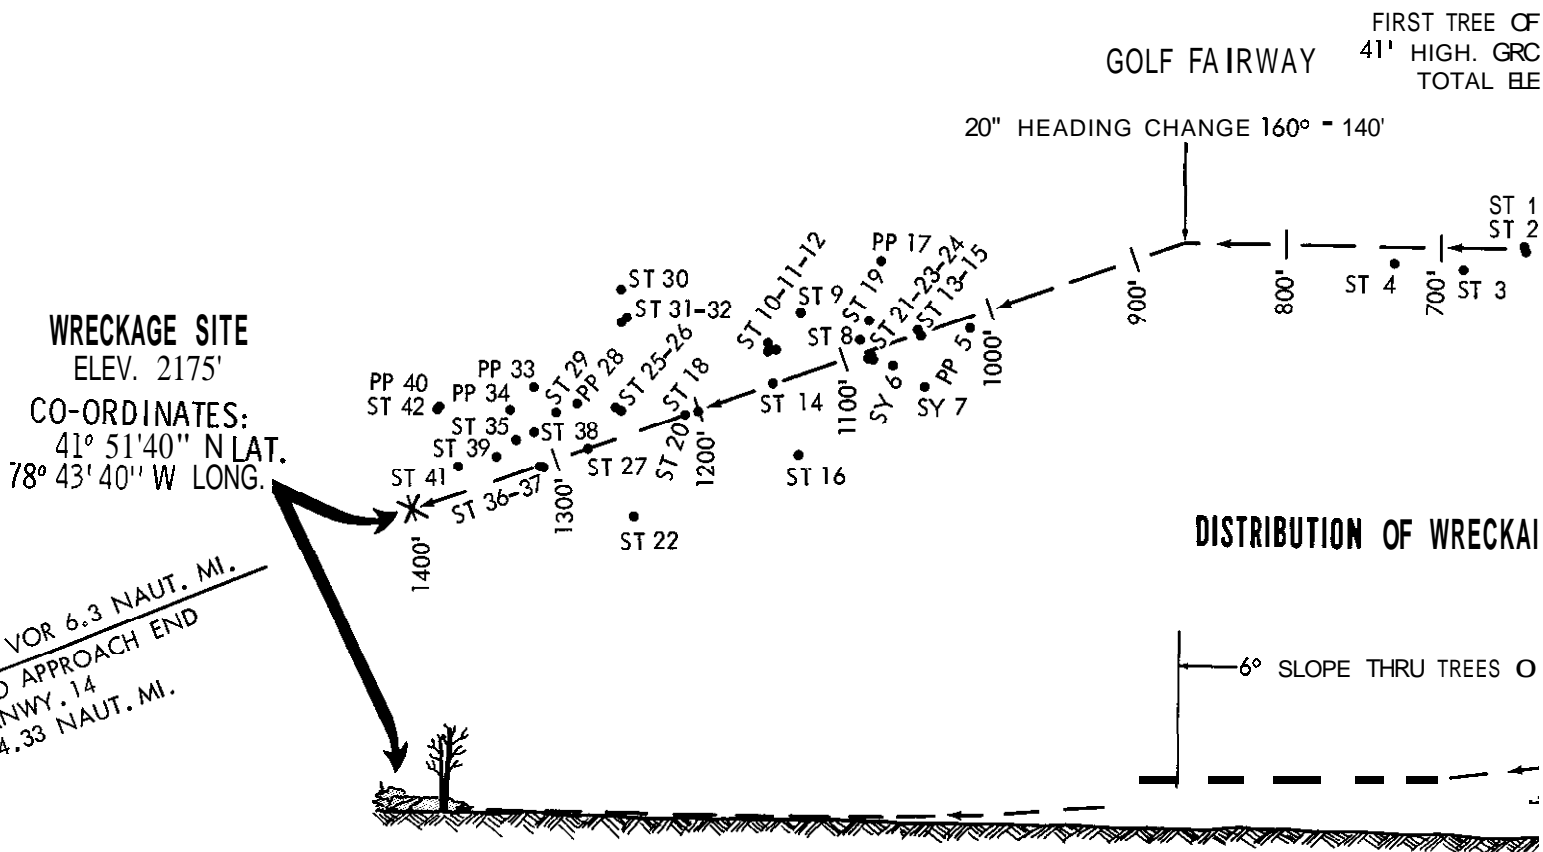 FIRST TREE OF
41' HIGH. GRC
TOTAL ELE
GOLF FAIRWAY
20" HEADING CHANGE 160° - 140'
ST 1
ST 2
ST 3
ST 4
700'
800'
900'
1000'
PP 17
ST 19
ST 21-23-24
ST 13-15
PP 5
SY 6
SY 7
ST 8
ST 9
ST 10-11-12
1100'
ST 14
ST 16
ST 30
ST 31-32
ST 25-26
ST 18
ST 20
1200'
ST 29
PP 28
ST 27
ST 22
PP 33
PP 34
ST 35
ST 38
ST 39
PP 40
ST 42
ST 41
ST 36-37
1300'
1400'
WRECKAGE SITE
ELEV. 2175'
CO-ORDINATES:
41° 51'40" N LAT.
78° 43'40" W LONG.
VOR 6.3 NAUT. MI.
O APPROACH END
NWY. 14
4.33 NAUT. MI.
DISTRIBUTION OF WRECKAI
6° SLOPE THRU TREES O